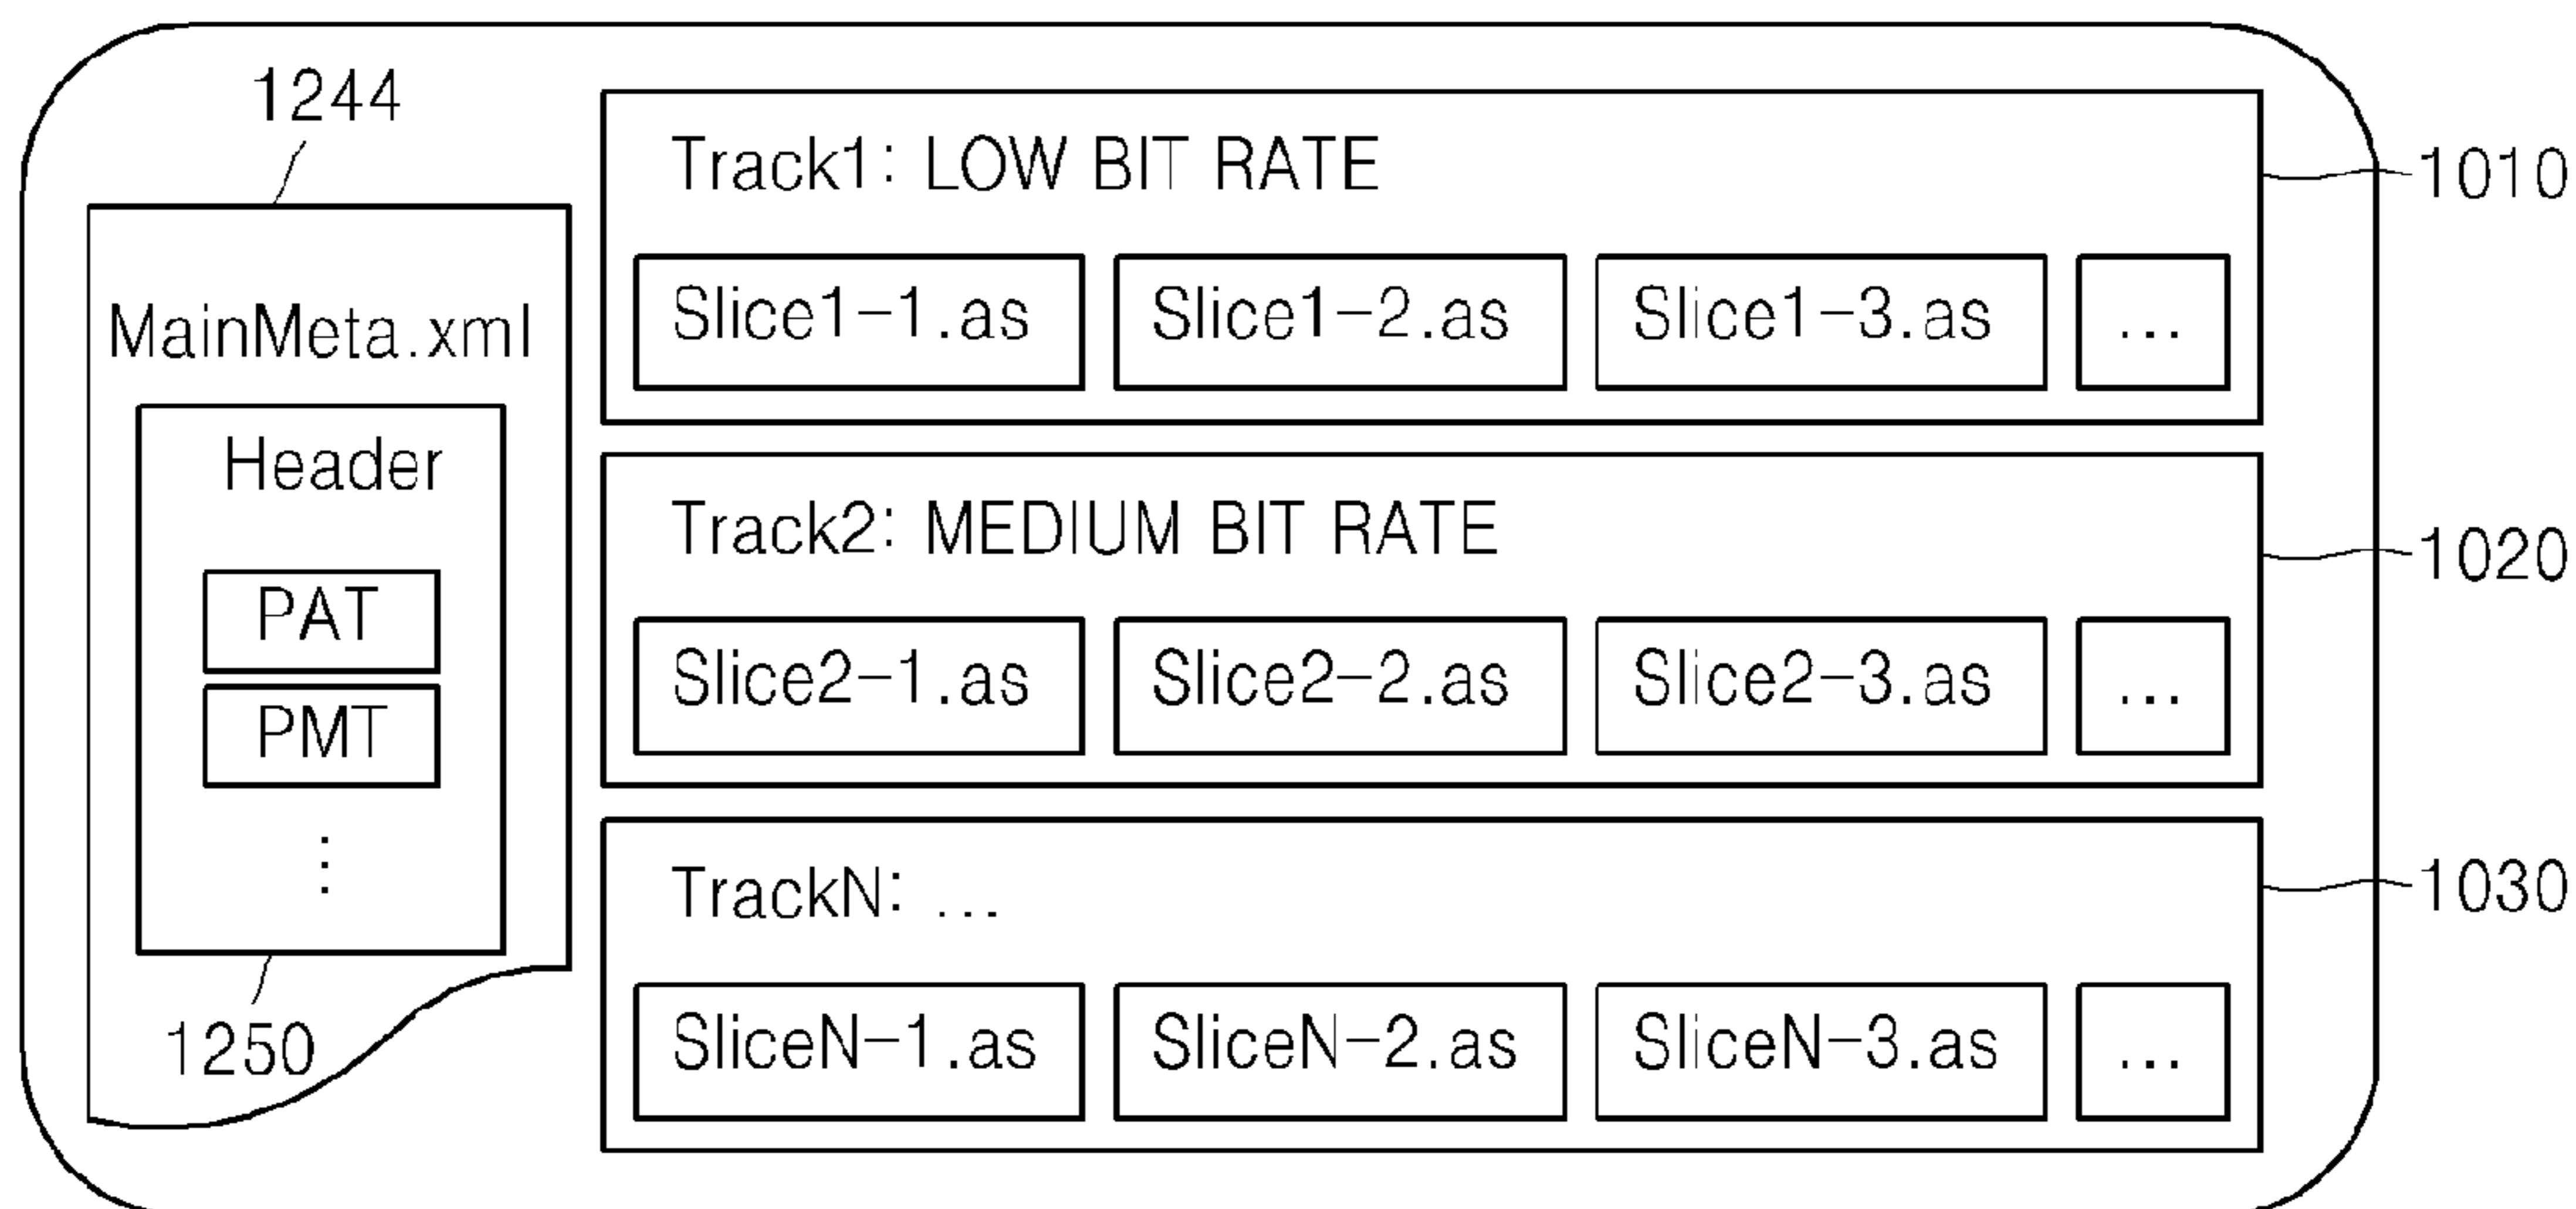 1244
MainMeta.xml
Header
PAT
PMT
⋮
1250
Track1: LOW BIT RATE
1010
Slice1-1.as
Slice1-2.as
Slice1-3.as
...
Track2: MEDIUM BIT RATE
1020
Slice2-1.as
Slice2-2.as
Slice2-3.as
...
TrackN: ...
1030
SliceN-1.as
SliceN-2.as
SliceN-3.as
...